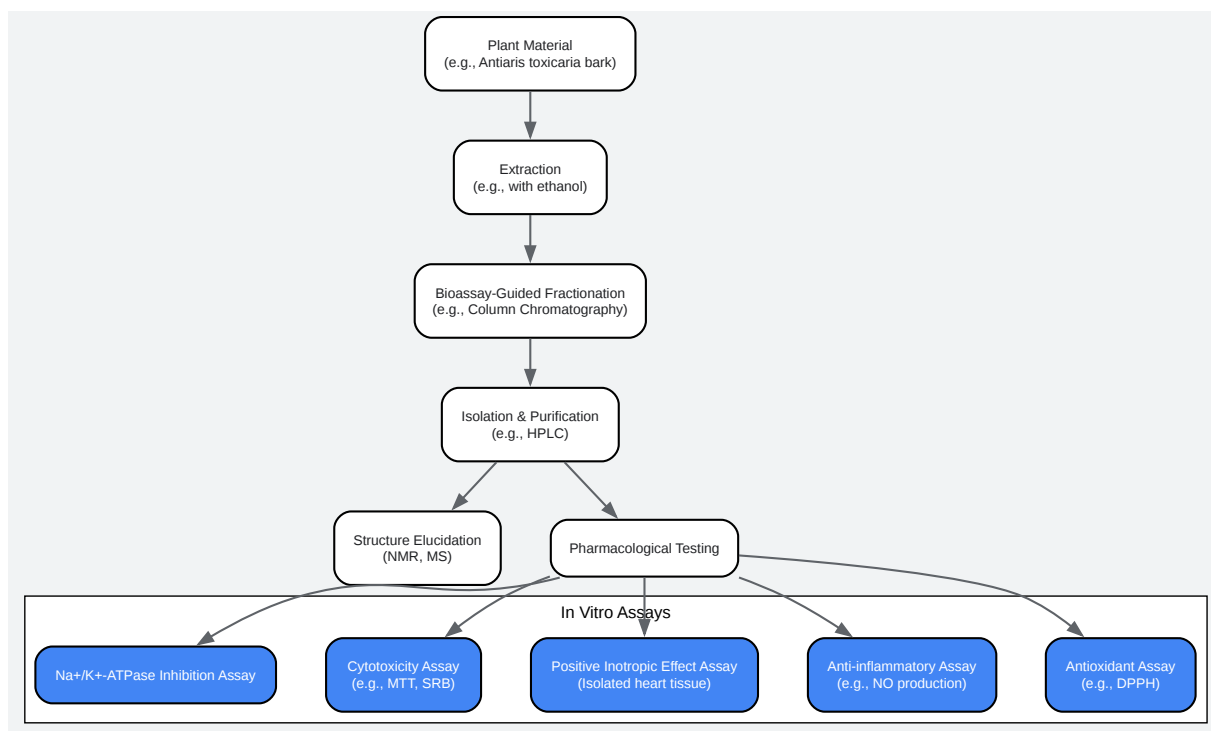 Plant Material
(e.g., Antiaris toxicaria bark)
Extraction
(e.g., with ethanol)
Bioassay-Guided Fractionation
(e.g., Column Chromatography)
Isolation & Purification
(e.g., HPLC)
Structure Elucidation
(NMR, MS)
Pharmacological Testing
In Vitro Assays
Na+/K+-ATPase Inhibition Assay
Cytotoxicity Assay
(e.g., MTT, SRB)
Positive Inotropic Effect Assay
(Isolated heart tissue)
Anti-inflammatory Assay
(e.g., NO production)
Antioxidant Assay
(e.g., DPPH)